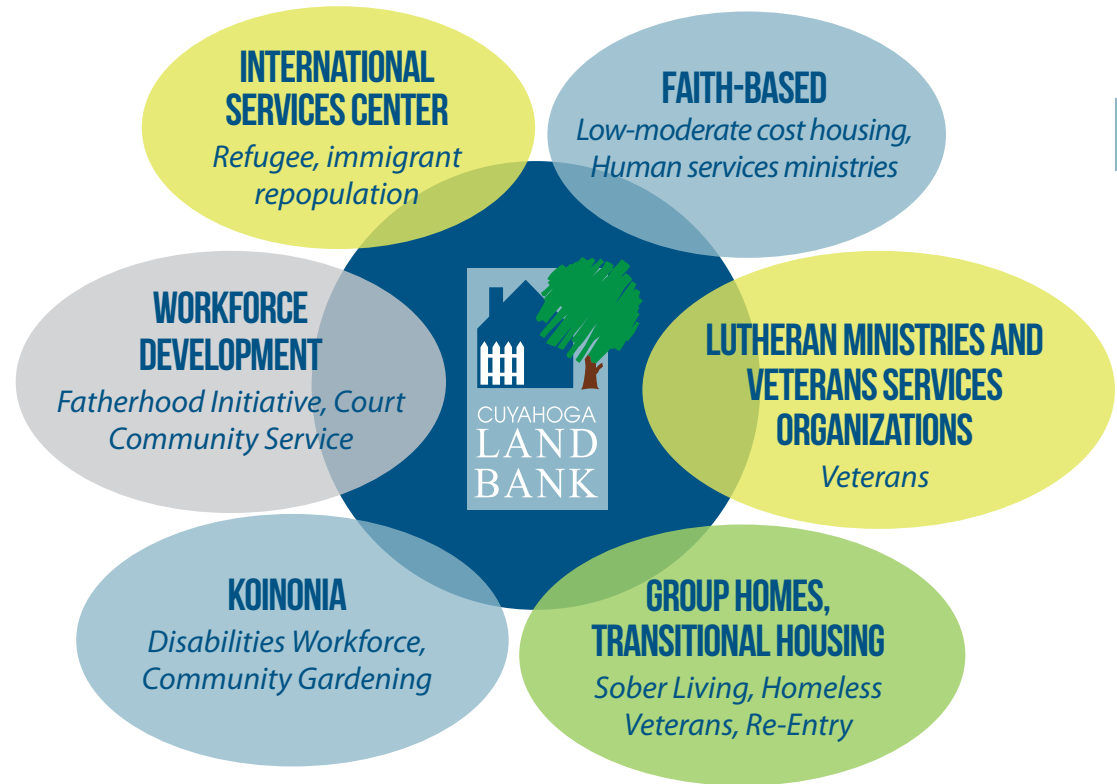 INTERNATIONAL
SERVICES CENTER
Refugee, immigrant
repopulation
FAITH-BASED
Low-moderate cost housing,
Human services ministries
WORKFORCE
DEVELOPMENT
Fatherhood Initiative, Court
Community Service
CUYAHOGA
LAND
BANK
LUTHERAN MINISTRIES AND
VETERANS SERVICES
ORGANIZATIONS
Veterans
KOINONIA
Disabilities Workforce,
Community Gardening
GROUP HOMES,
TRANSITIONAL HOUSING
Sober Living, Homeless
Veterans, Re-Entry